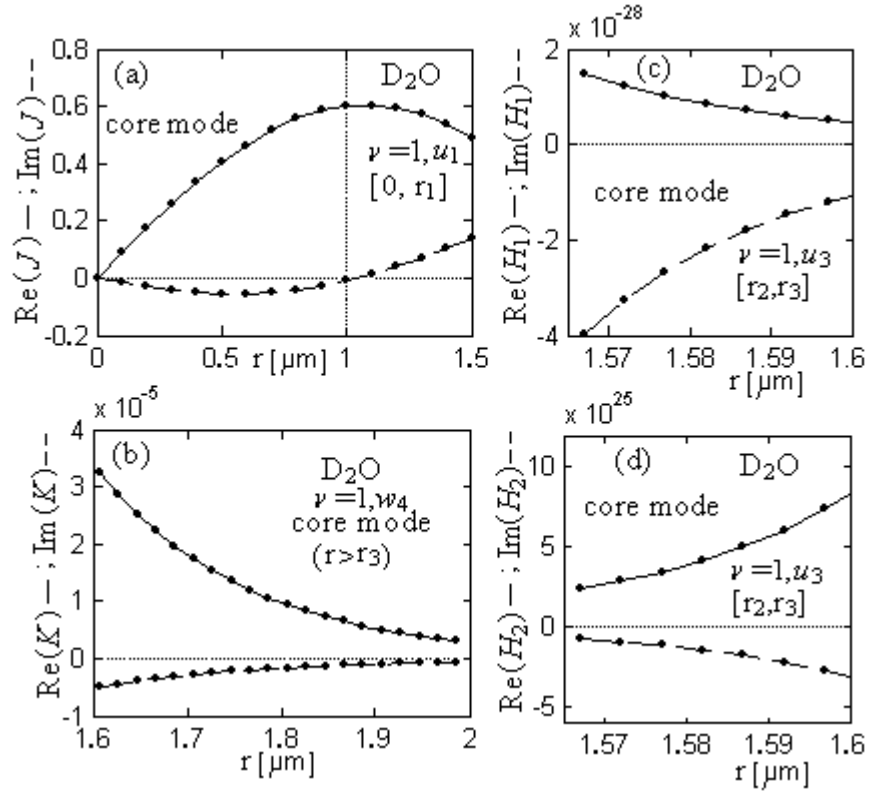 (a)
D₂O
core mode
ν=1,u₁
[0, r₁]
0.8
0.6
0.4
0.2
0
-0.2
0
0.5
1
1.5
r [µm]
Re(J)—; Im(J)--
x 10⁻²⁸
(c)
D₂O
core mode
ν=1,u₃
[r₂,r₃]
2
0
-2
-4
1.57
1.58
1.59
1.6
r [µm]
Re(H₁)—; Im(H₁)--
x 10⁻⁵
(b)
D₂O
ν=1,w₄
core mode
(r>r₃)
4
3
2
1
0
-1
1.6
1.7
1.8
1.9
2
r [µm]
Re(K)—; Im(K)--
x 10²⁵
(d)
D₂O
core mode
ν=1,u₃
[r₂,r₃]
10
5
0
-5
1.57
1.58
1.59
1.6
r [µm]
Re(H₂)—; Im(H₂)--